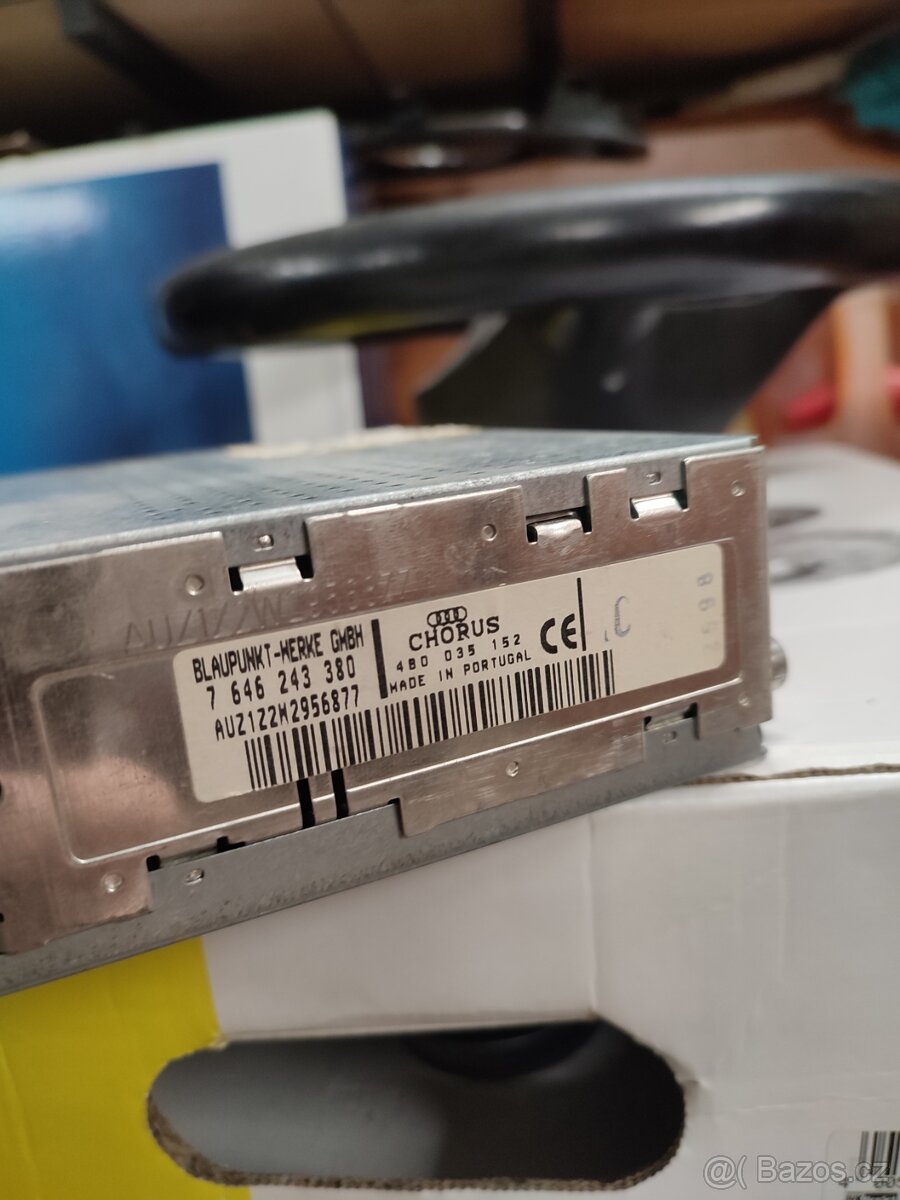 BLAUPUNKT-WERKE GMBH
7 646 243 380
AUZ1Z2W2956877
CHORUS
4B0 035 152
MADE IN PORTUGAL
CE
@( Bazos.cz